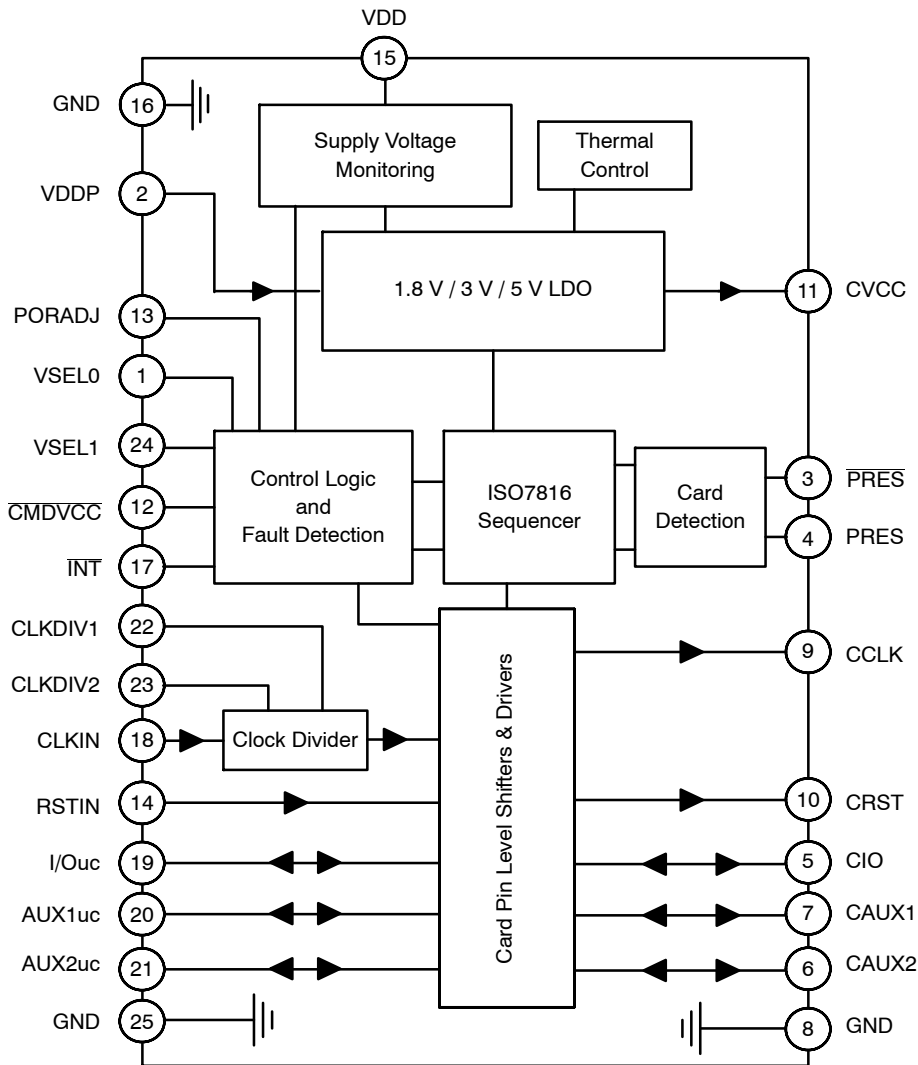 VDD
15
GND
16
Supply Voltage
Monitoring
Thermal
Control
VDDP
2
1.8 V / 3 V / 5 V LDO
11
CVCC
PORADJ
13
VSEL0
1
VSEL1
24
CMDVCC
12
INT
17
Control Logic
and
Fault Detection
ISO7816
Sequencer
Card
Detection
3
PRES
4
PRES
CLKDIV1
22
CLKDIV2
23
CLKIN
18
Clock Divider
Card Pin Level Shifters & Drivers
9
CCLK
RSTIN
14
10
CRST
I/Ouc
19
5
CIO
AUX1uc
20
7
CAUX1
AUX2uc
21
6
CAUX2
GND
25
8
GND